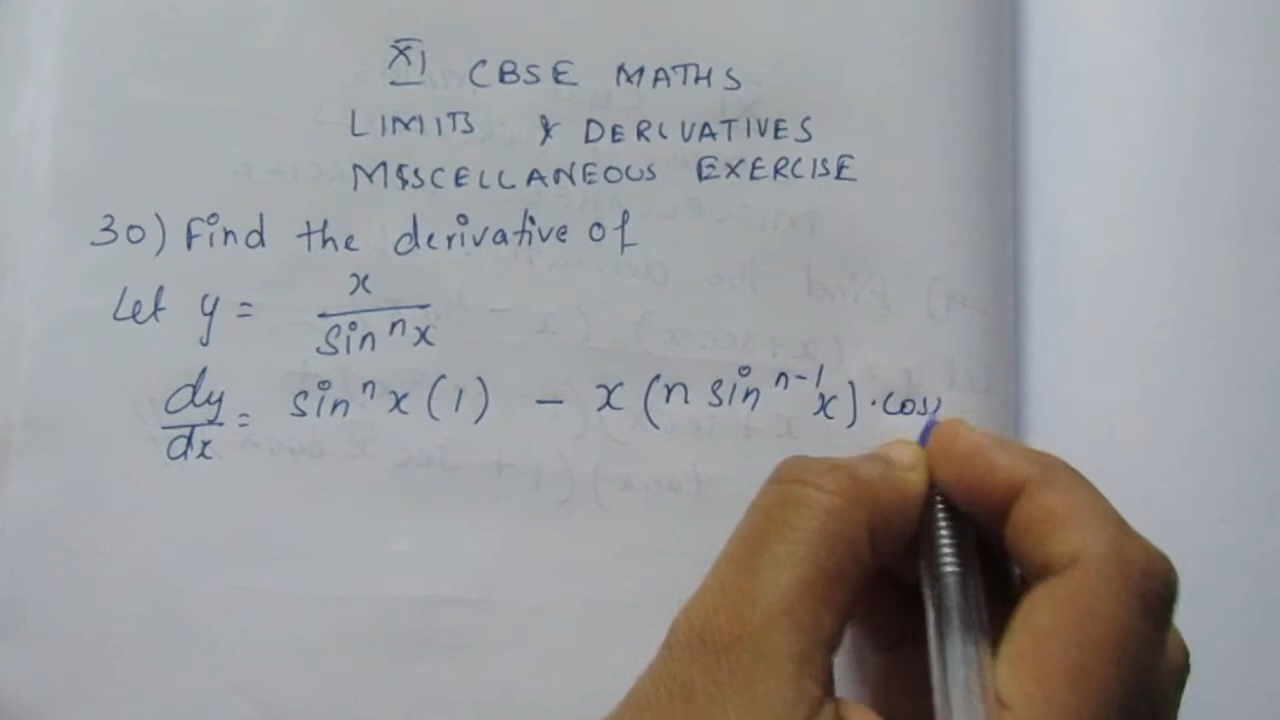 XI CBSE MATHS
LIMITS & DERIVATIVES
MISCELLANEOUS EXERCISE
30) Find the derivative of
Let y = x / sinⁿx
dy/dx = sinⁿx (1) - x (n sinⁿ⁻¹x) · cos